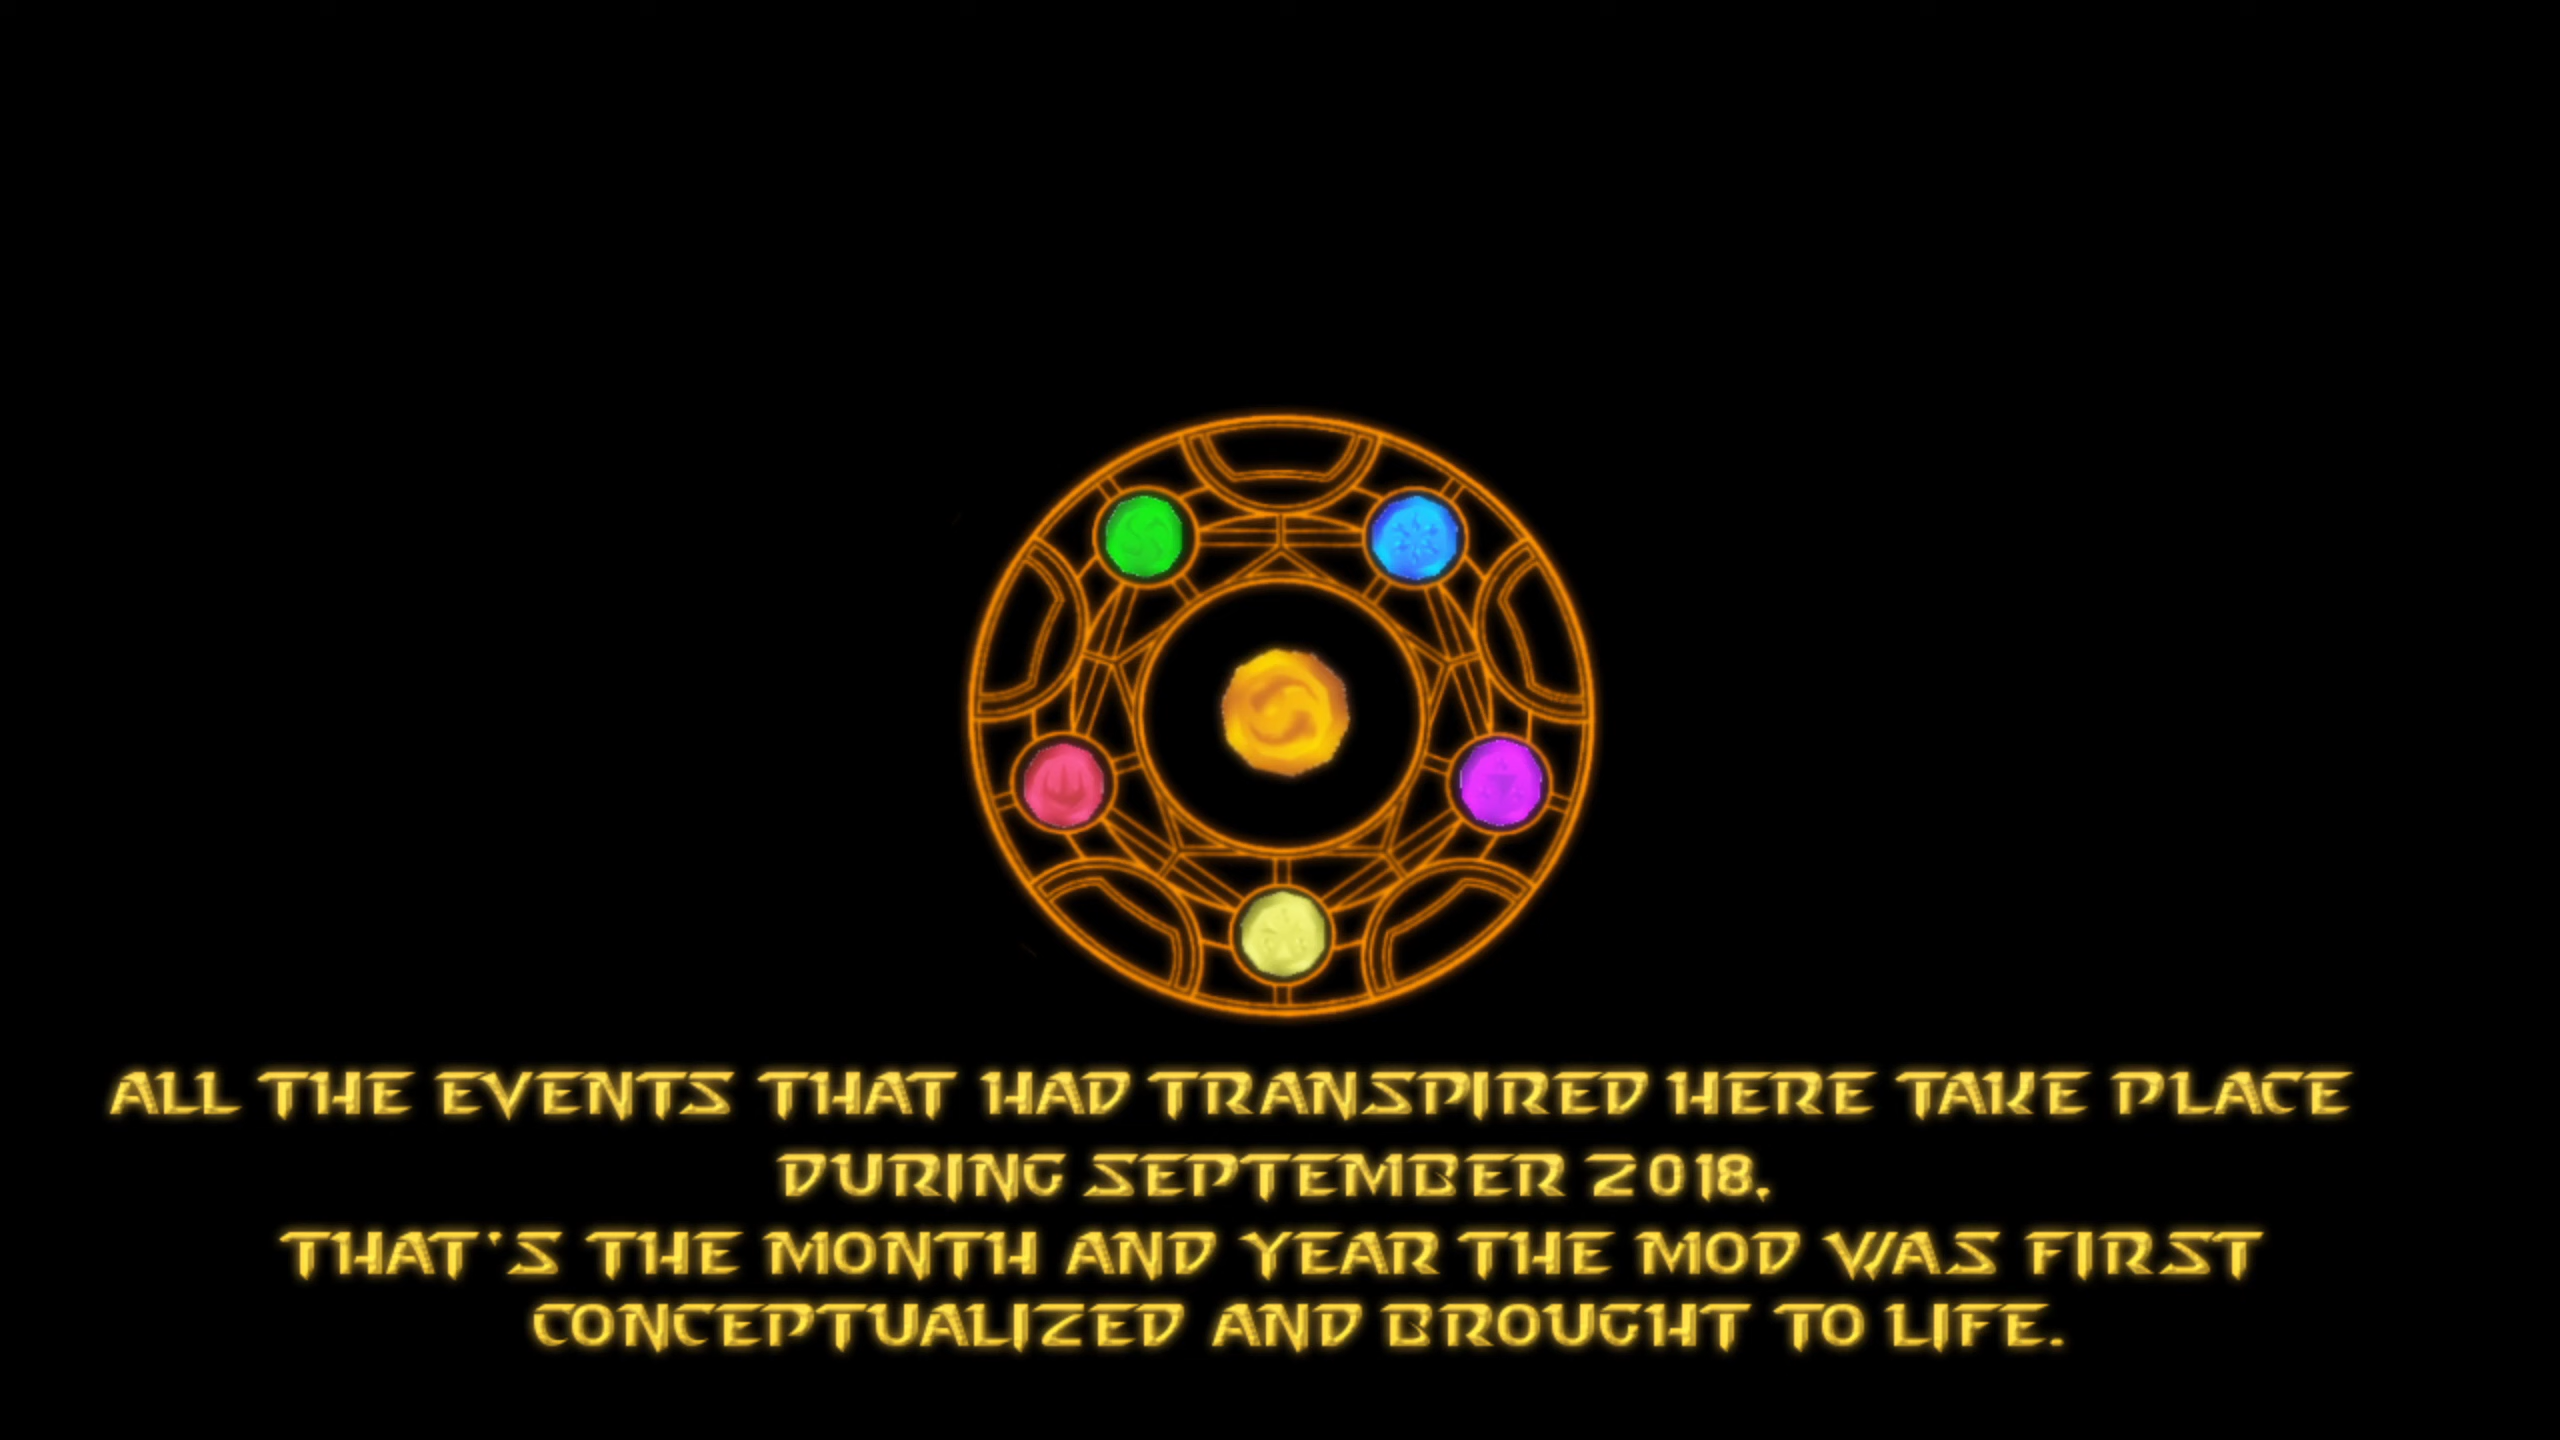 ALL THE EVENTS THAT HAD TRANSPIRED HERE TAKE PLACE
DURING SEPTEMBER 2018,
THAT'S THE MONTH AND YEAR THE MOD WAS FIRST
CONCEPTUALIZED AND BROUGHT TO LIFE.